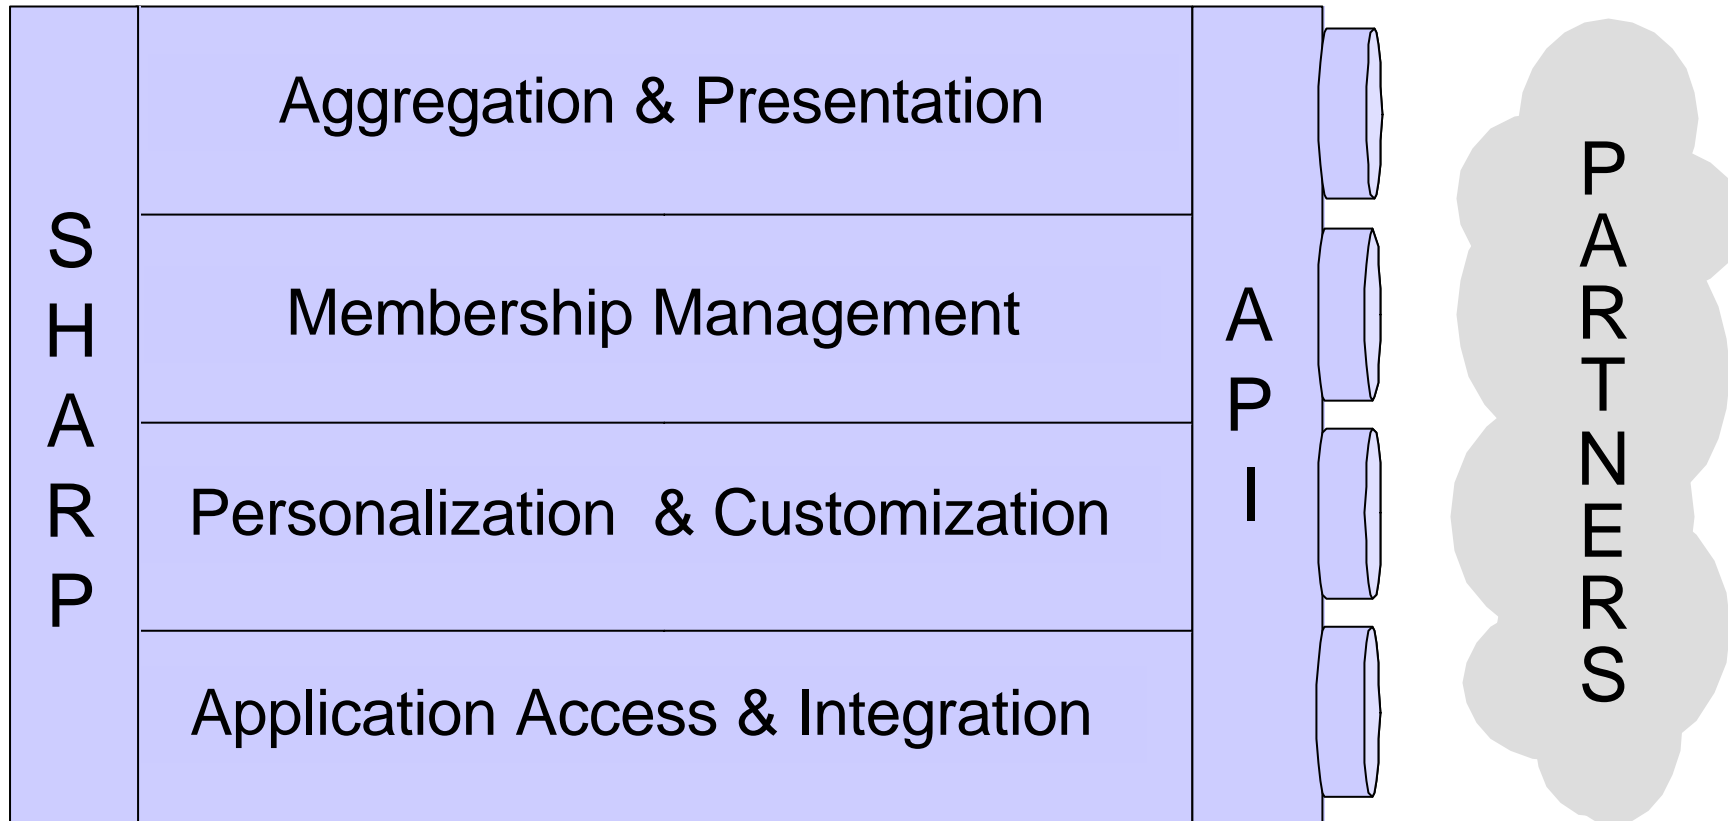 SHARP
Aggregation & Presentation
Membership Management
Personalization & Customization
Application Access & Integration
API
PARTNERS